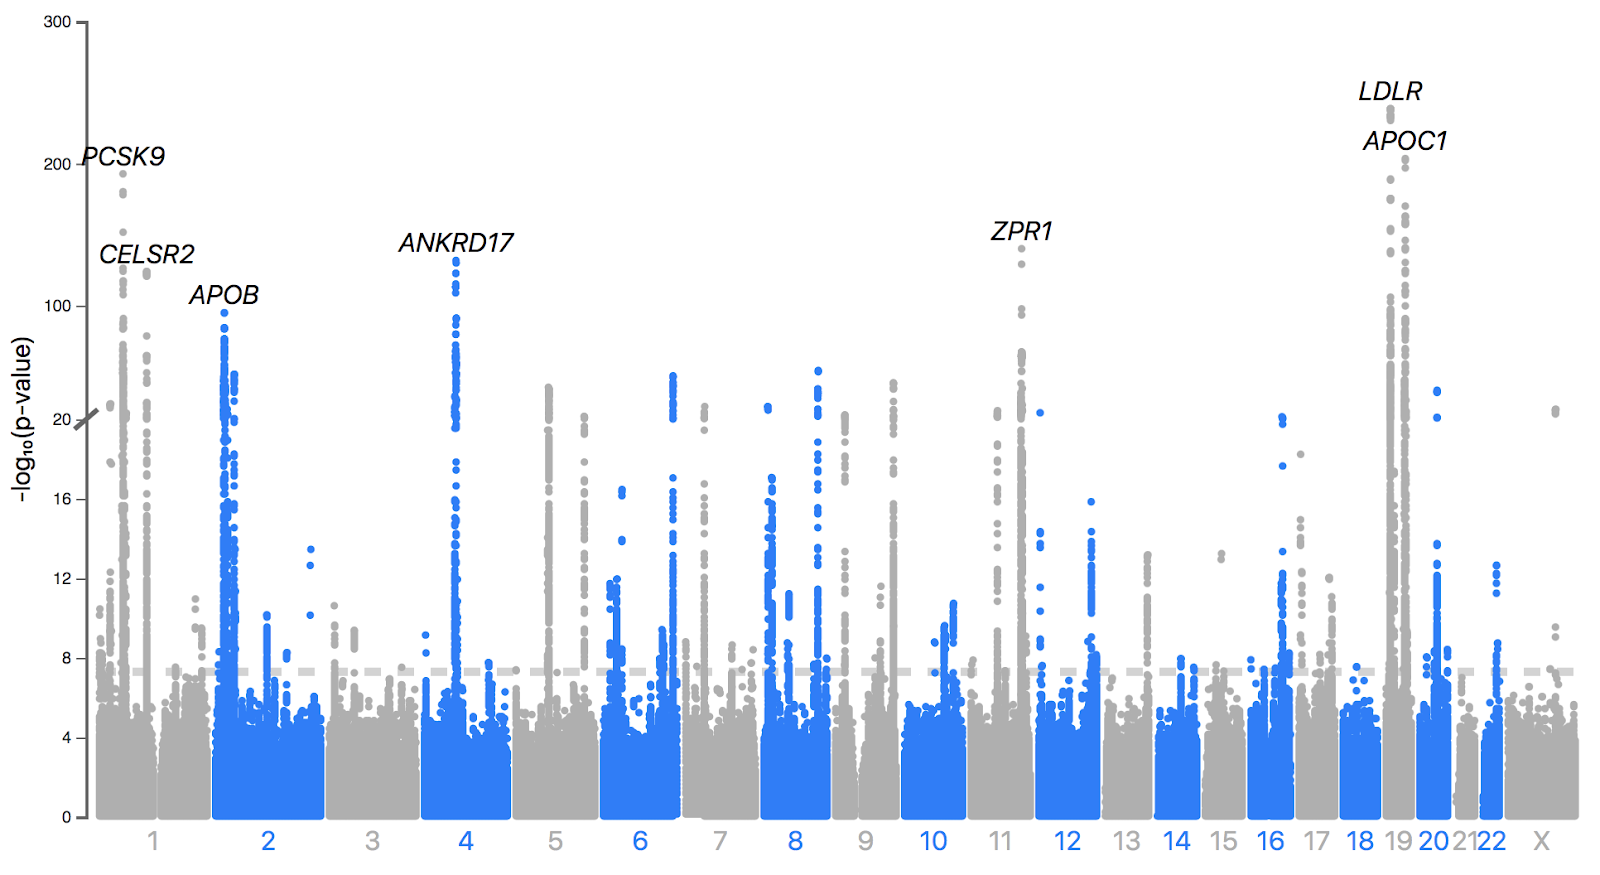 300
LDLR
APOC1
PCSK9
200
ZPR1
ANKRD17
CELSR2
APOB
100
-log₁₀(p-value)
20
16
12
8
4
0
1 2 3 4 5 6 7 8 9 10 11 12 13 14 15 16 17 18 19 20 21 22 X